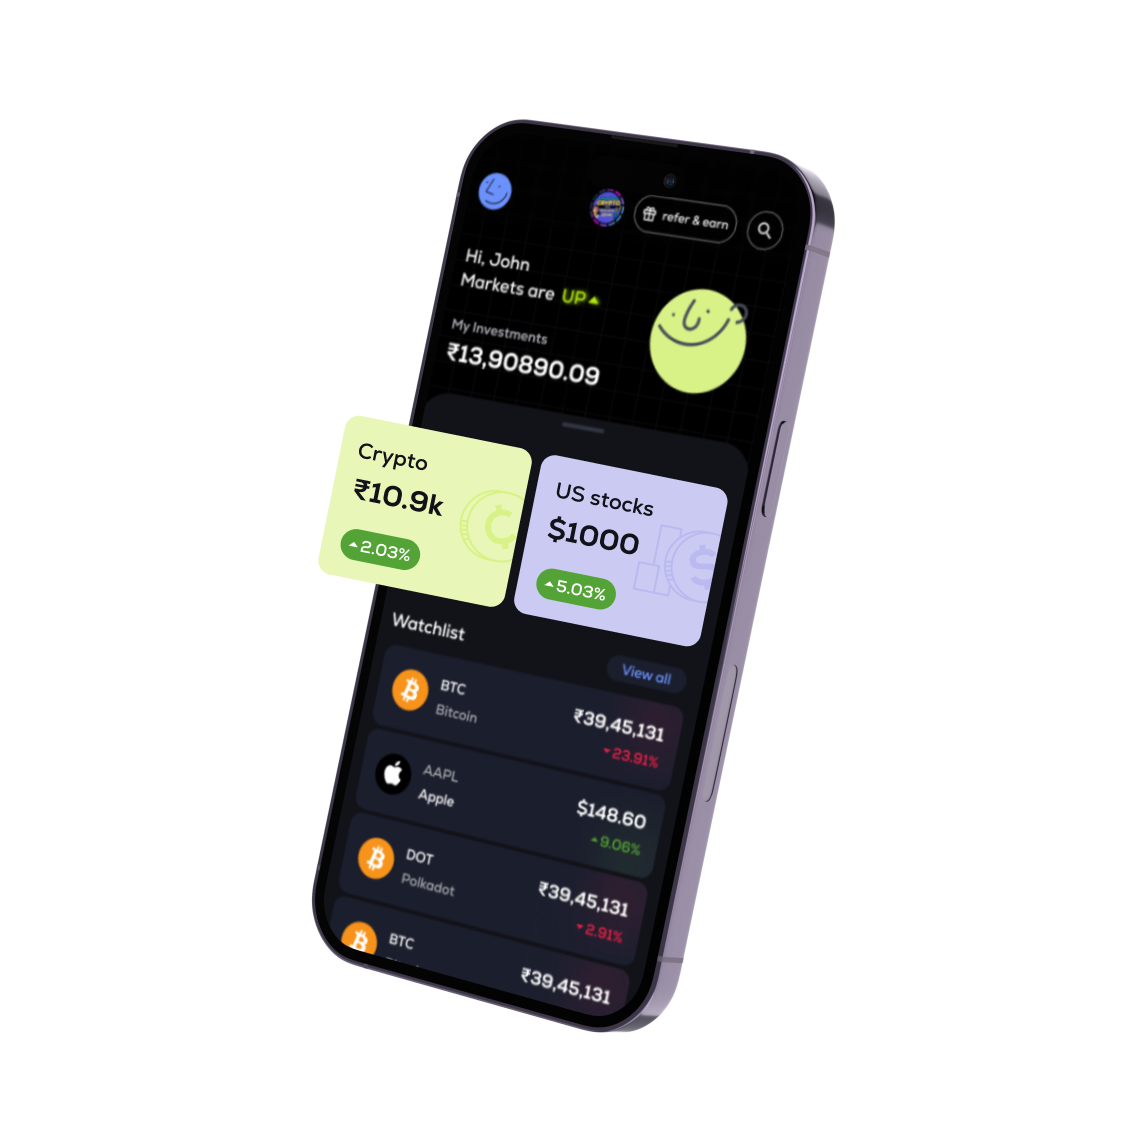 CRYPTO
refer & earn
Hi, John
Markets are UP
My Investments
₹13,90890.09
Crypto
₹10.9k
2.03%
US stocks
$1000
5.03%
Watchlist
View all
BTC
Bitcoin
₹39,45,131
23.91%
AAPL
Apple
$148.60
9.06%
DOT
Polkadot
₹39,45,131
2.91%
BTC
₹39,45,131